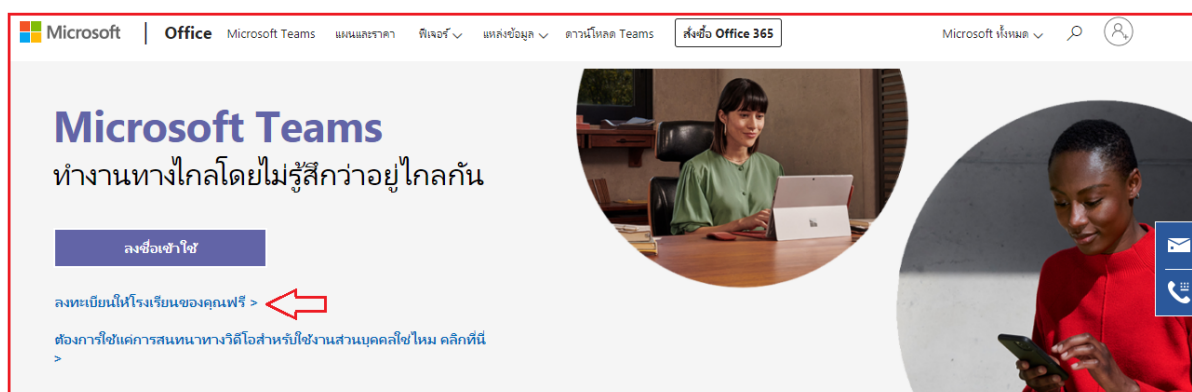 Microsoft | Office Microsoft Teams แผนและราคา ฟีเจอร์ แหล่งข้อมูล ดาวน์โหลด Teams สั่งซื้อ Office 365 Microsoft ทั้งหมด
Microsoft Teams
ทำงานทางไกลโดยไม่รู้สึกว่าอยู่ไกลกัน
ลงชื่อเข้าใช้
ลงทะเบียนให้โรงเรียนของคุณฟรี >
ต้องการใช้แค่การสนทนาทางวิดีโอสำหรับใช้งานส่วนบุคคลใช่ไหม คลิกที่นี่
>